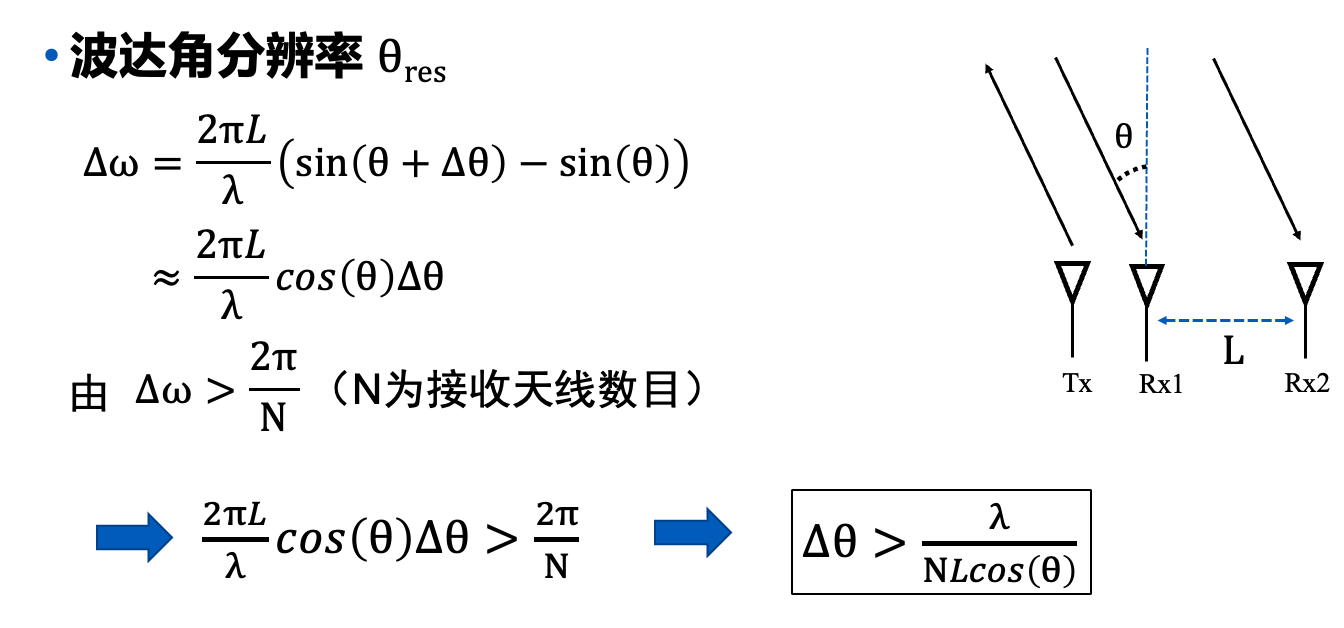 • 波达角分辨率 θres
Δω = 2πL/λ (sin(θ + Δθ) − sin(θ))
≈ 2πL/λ cos(θ)Δθ
由 Δω > 2π/N （N为接收天线数目）
2πL/λ cos(θ)Δθ > 2π/N
Δθ > λ/NLcos(θ)
θ
L
Tx Rx1 Rx2